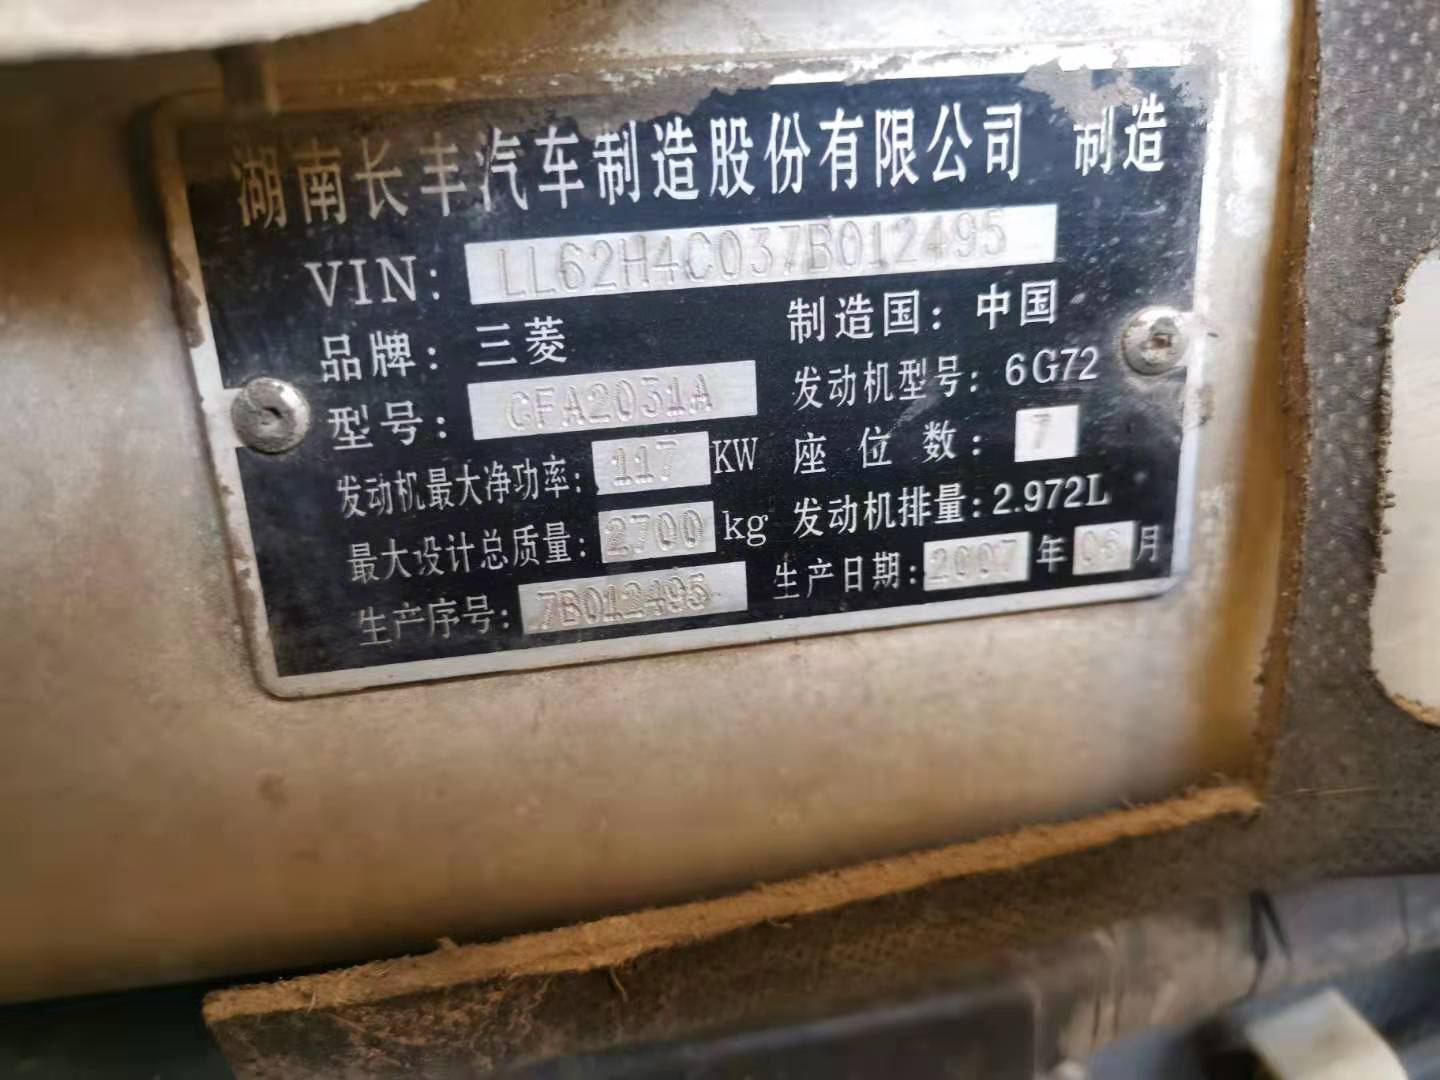 湖南长丰汽车制造股份有限公司 制造
VIN: LL62H4C037B012495
品牌: 三菱 制造国: 中国
型号: CFA2031A 发动机型号: 6G72
发动机最大净功率: 117 KW 座位数: 7
最大设计总质量: 2700 kg 发动机排量: 2.972L
生产序号: 7B012495 生产日期: 2007 年 06 月